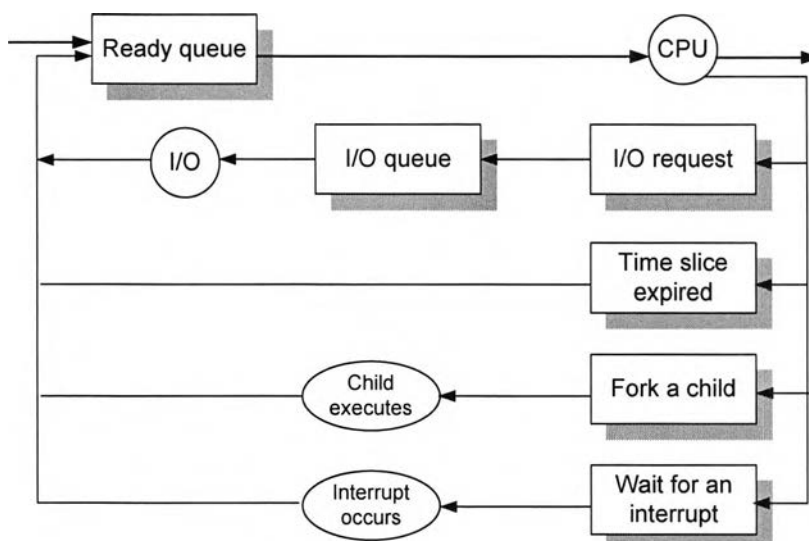 Ready queue
CPU
I/O
I/O queue
I/O request
Time slice
expired
Child
executes
Fork a child
Interrupt
occurs
Wait for an
interrupt